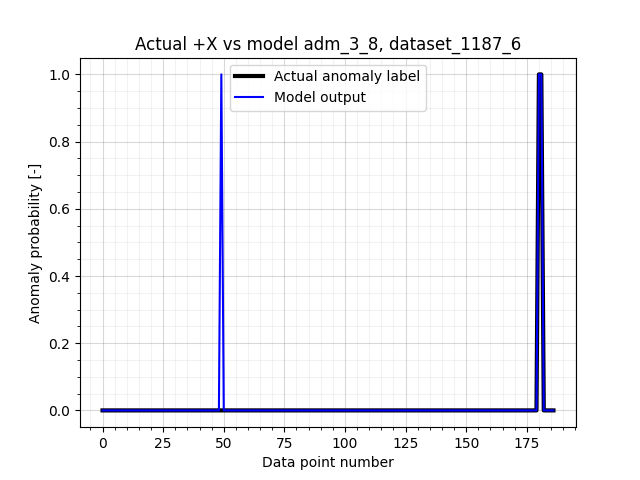 Actual +X vs model adm_3_8, dataset_1187_6
Actual anomaly label
Model output
Anomaly probability [-]
1.0
0.8
0.6
0.4
0.2
0.0
0 25 50 75 100 125 150 175
Data point number